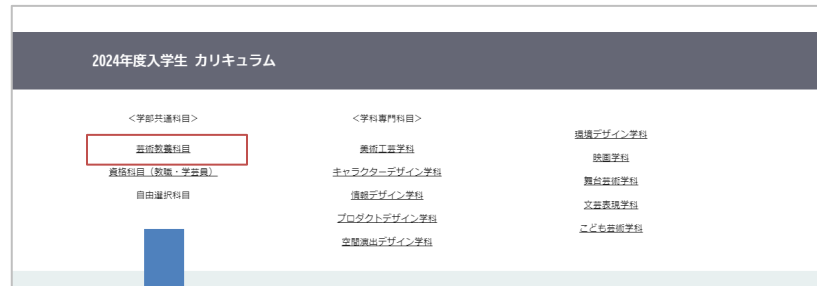 2024年度入学生 カリキュラム
<学部共通科目>
芸術教養科目
資格科目（教職・学芸員）
自由選択科目
<学科専門科目>
美術工芸学科
キャラクターデザイン学科
情報デザイン学科
プロダクトデザイン学科
空間演出デザイン学科
環境デザイン学科
映画学科
舞台芸術学科
文芸表現学科
こども芸術学科